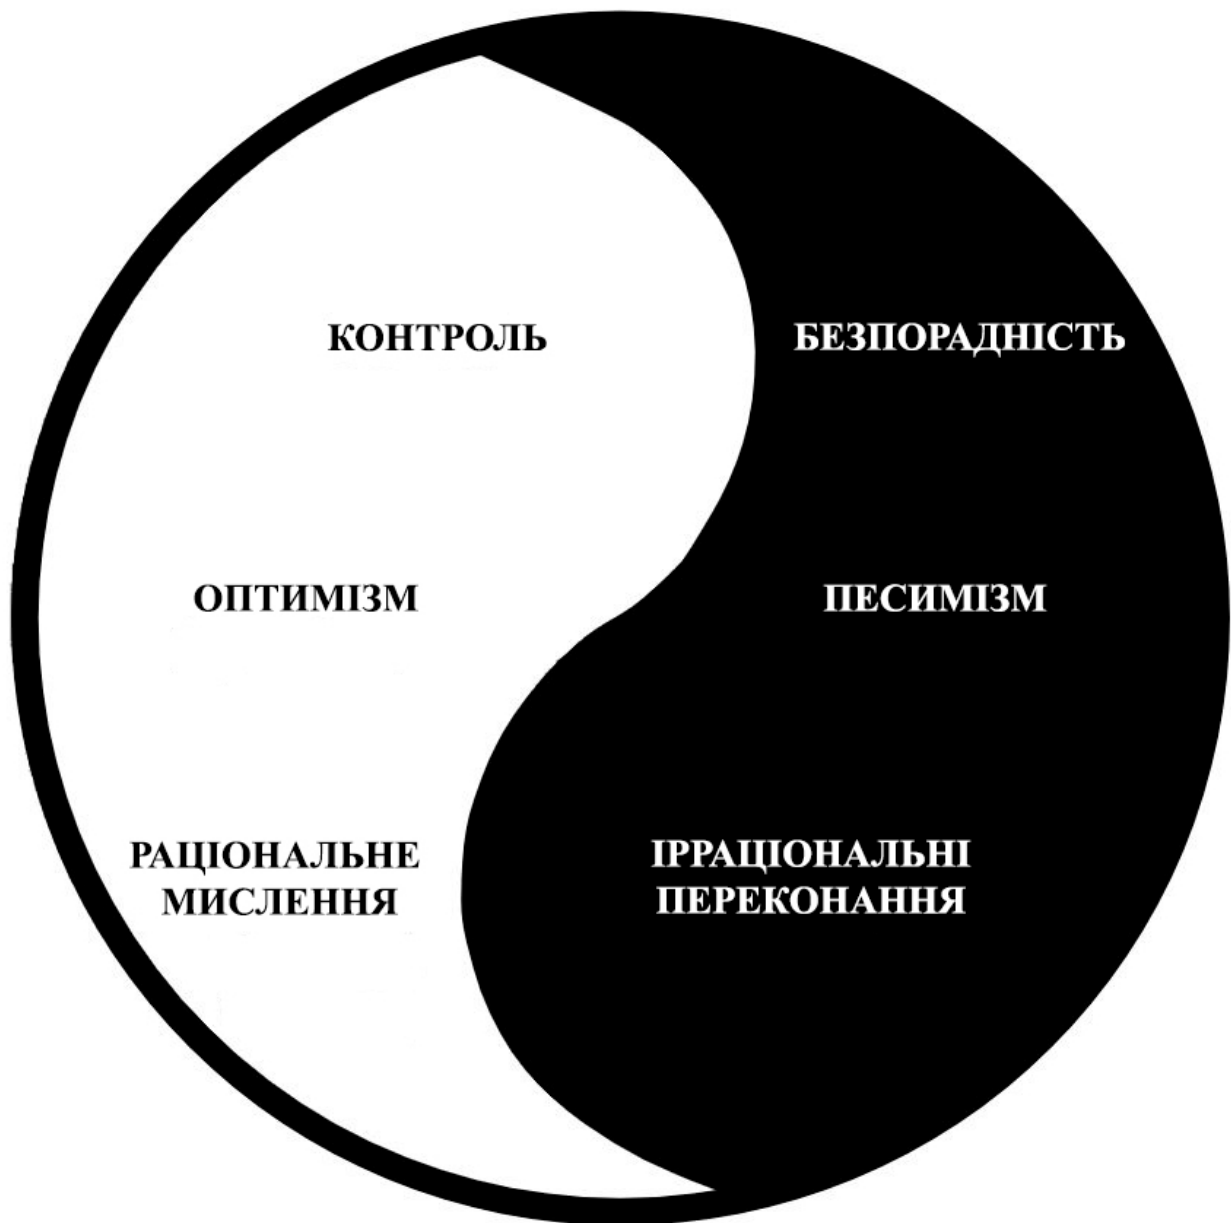 КОНТРОЛЬ
БЕЗПОРАДНІСТЬ
ОПТИМІЗМ
ПЕСИМІЗМ
РАЦІОНАЛЬНЕ
МИСЛЕННЯ
ІРРАЦІОНАЛЬНІ
ПЕРЕКОНАННЯ